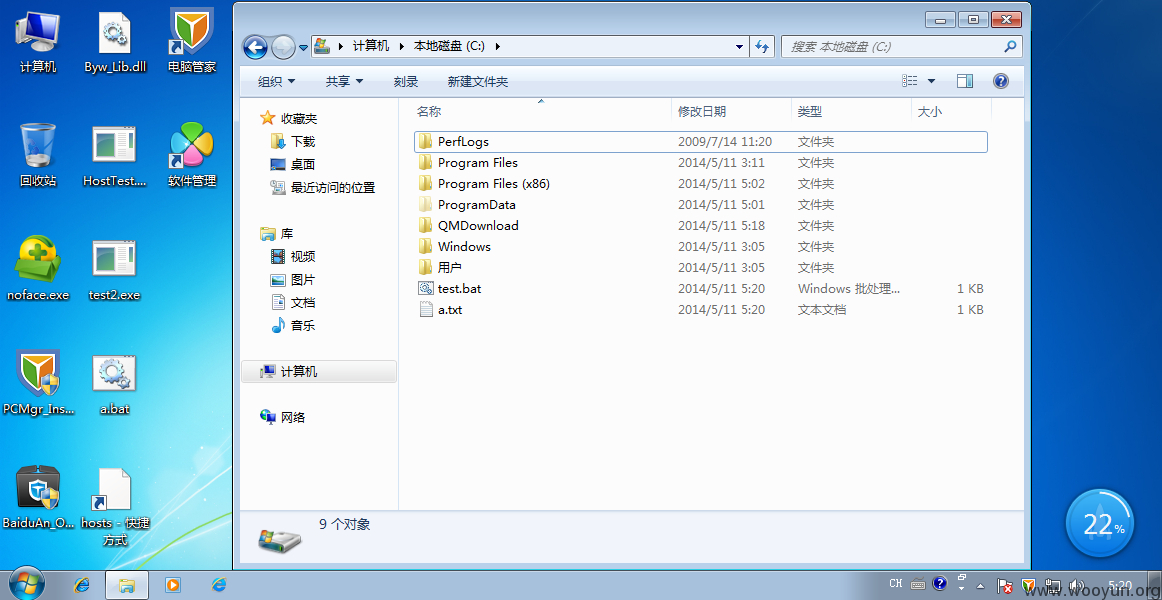 计算机
Byw_Lib.dll
电脑管家
回收站
HostTest....
软件管理
noface.exe
test2.exe
PCMgr_Ins...
a.bat
BaiduAn_O...
hosts - 快捷
方式
计算机 本地磁盘 (C:)
搜索 本地磁盘 (C:)
组织 共享 刻录 新建文件夹
收藏夹
下载
桌面
最近访问的位置
库
视频
图片
文档
音乐
计算机
网络
名称 修改日期 类型 大小
PerfLogs 2009/7/14 11:20 文件夹
Program Files 2014/5/11 3:11 文件夹
Program Files (x86) 2014/5/11 5:02 文件夹
ProgramData 2014/5/11 5:01 文件夹
QMDownload 2014/5/11 5:18 文件夹
Windows 2014/5/11 3:05 文件夹
用户 2014/5/11 3:05 文件夹
test.bat 2014/5/11 5:20 Windows 批处理... 1 KB
a.txt 2014/5/11 5:20 文本文档 1 KB
9 个对象
22%
CH
5:20
www.wooyun.org